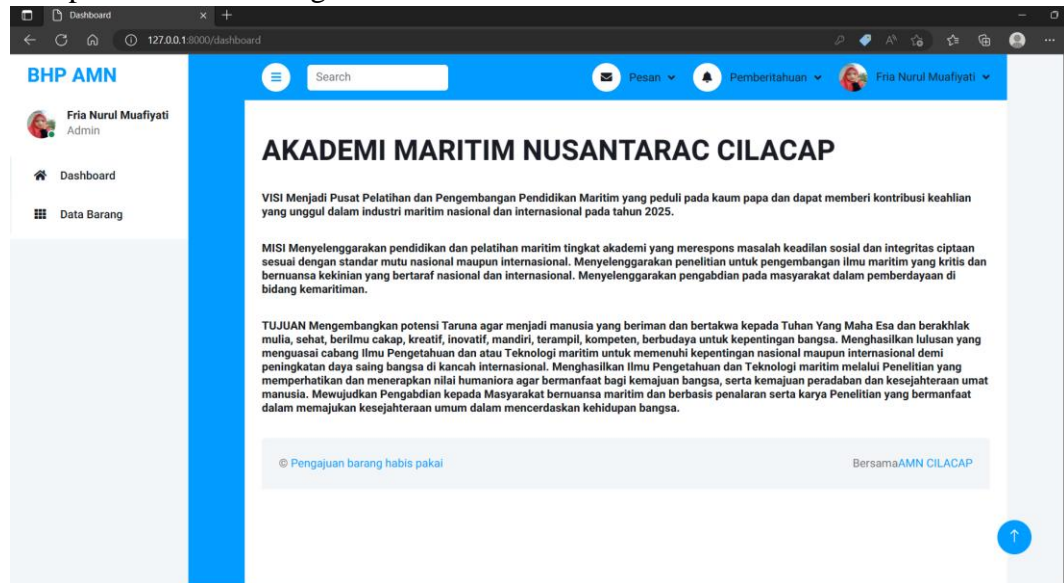 Dashboard
127.0.0.1:8000/dashboard
BHP AMN
Search
Pesan
Pemberitahuan
Fria Nurul Muafiyati
Fria Nurul Muafiyati
Admin
Dashboard
Data Barang
AKADEMI MARITIM NUSANTARAC CILACAP
VISI Menjadi Pusat Pelatihan dan Pengembangan Pendidikan Maritim yang peduli pada kaum papa dan dapat memberi kontribusi keahlian
yang unggul dalam industri maritim nasional dan internasional pada tahun 2025.
MISI Menyelenggarakan pendidikan dan pelatihan maritim tingkat akademi yang merespons masalah keadilan sosial dan integritas ciptaan
sesuai dengan standar mutu nasional maupun internasional. Menyelenggarakan penelitian untuk pengembangan ilmu maritim yang kritis dan
bernuansa kekinian yang bertaraf nasional dan internasional. Menyelenggarakan pengabdian pada masyarakat dalam pemberdayaan di
bidang kemaritiman.
TUJUAN Mengembangkan potensi Taruna agar menjadi manusia yang beriman dan bertakwa kepada Tuhan Yang Maha Esa dan berakhlak
mulia, sehat, berilmu cakap, kreatif, inovatif, mandiri, terampil, kompeten, berbudaya untuk kepentingan bangsa. Menghasilkan lulusan yang
menguasai cabang Ilmu Pengetahuan dan atau Teknologi maritim untuk memenuhi kepentingan nasional maupun internasional demi
peningkatan daya saing bangsa di kancah internasional. Menghasilkan Ilmu Pengetahuan dan Teknologi maritim melalui Penelitian yang
memperhatikan dan menerapkan nilai humaniora agar bermanfaat bagi kemajuan bangsa, serta kemajuan peradaban dan kesejahteraan umat
manusia. Mewujudkan Pengabdian kepada Masyarakat bernuansa maritim dan berbasis penalaran serta karya Penelitian yang bermanfaat
dalam memajukan kesejahteraan umum dalam mencerdaskan kehidupan bangsa.
© Pengajuan barang habis pakai
BersamaAMN CILACAP